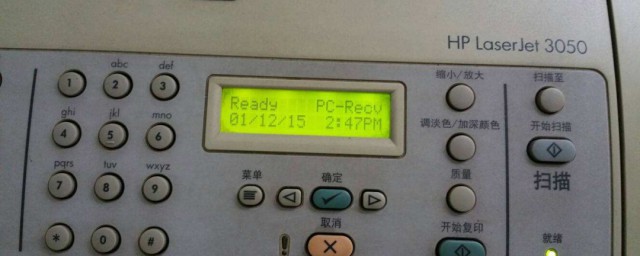 HP LaserJet 3050
abc
def
1
2
3
ghi
jkl
mno
4
5
6
pqrs
tuv
wxyz
7
8
9
*
0
#
Ready PC-Recv
01/12/15 2:47PM
菜单
确定
取消
!
缩小/放大
调淡色/加深颜色
质量
开始复印
扫描至
开始扫描
扫描
就绪